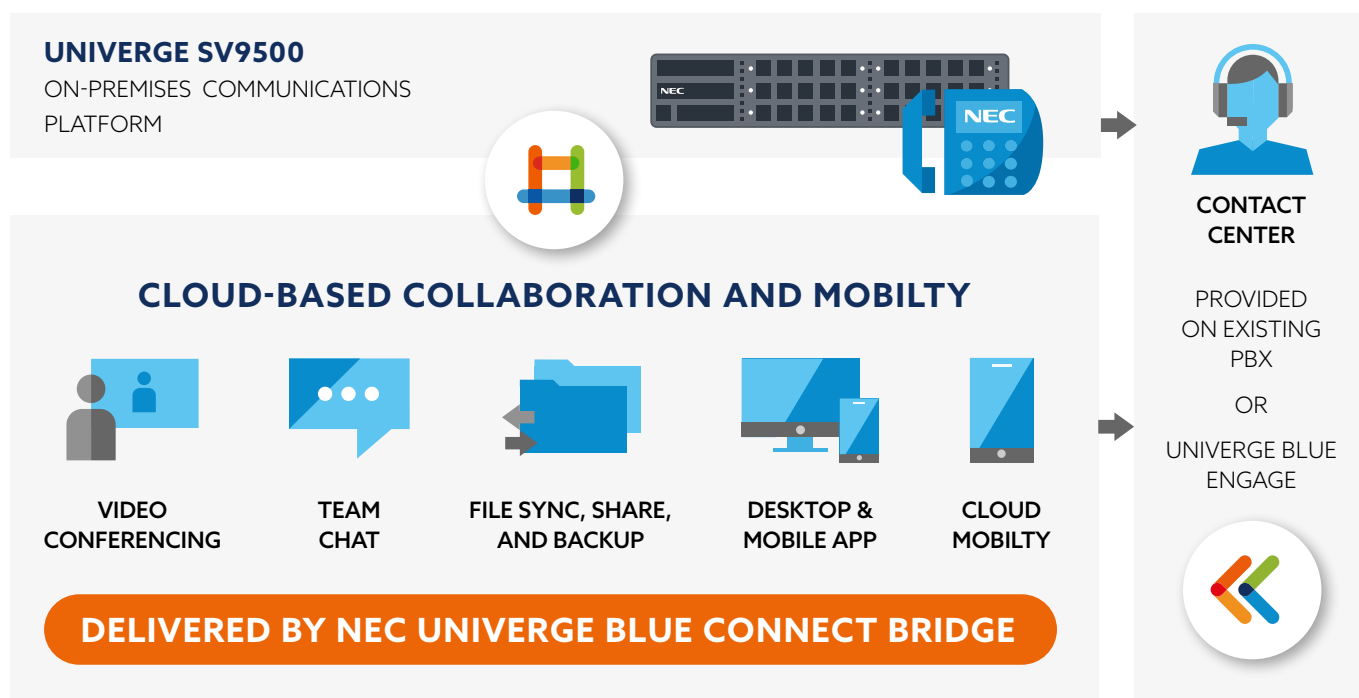 UNIVERGE SV9500
ON-PREMISES COMMUNICATIONS
PLATFORM
NEC
NEC
CLOUD-BASED COLLABORATION AND MOBILTY
VIDEO
CONFERENCING
TEAM
CHAT
FILE SYNC, SHARE,
AND BACKUP
DESKTOP &
MOBILE APP
CLOUD
MOBILTY
DELIVERED BY NEC UNIVERGE BLUE CONNECT BRIDGE
CONTACT
CENTER
PROVIDED
ON EXISTING
PBX
OR
UNIVERGE BLUE
ENGAGE